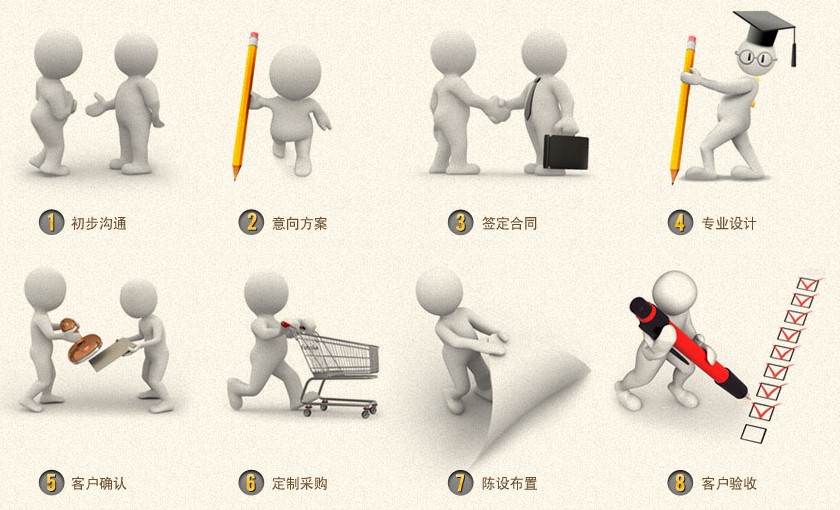 1 初步沟通
2 意向方案
3 签定合同
4 专业设计
5 客户确认
6 定制采购
7 陈设布置
8 客户验收